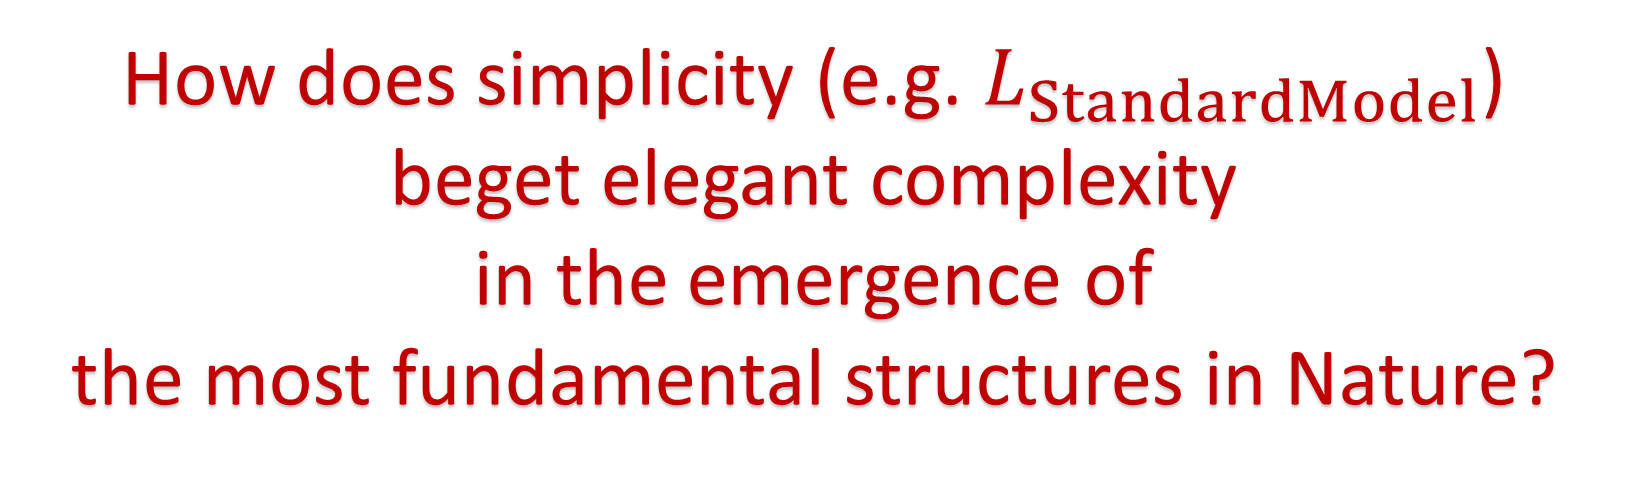 How does simplicity (e.g. L_StandardModel)
beget elegant complexity
in the emergence of
the most fundamental structures in Nature?